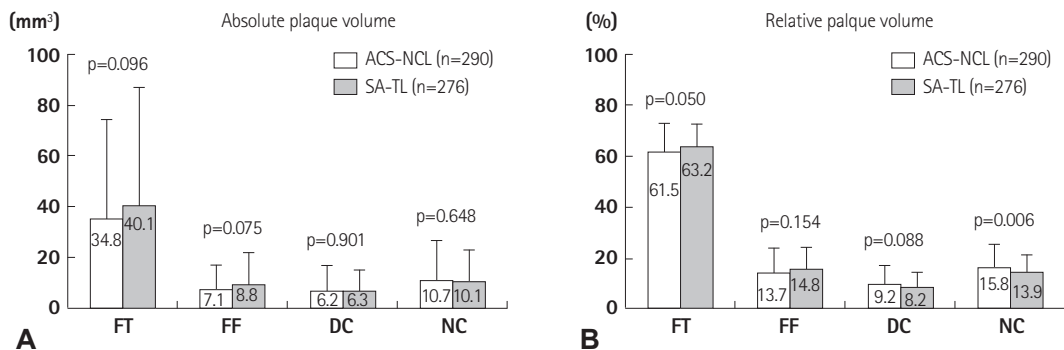 (mm³) Absolute plaque volume
100
80
60
40
20
0
ACS-NCL (n=290)
SA-TL (n=276)
p=0.096
p=0.075
p=0.901
p=0.648
34.8 40.1
7.1 8.8
6.2 6.3
10.7 10.1
FT FF DC NC
A
(%) Relative palque volume
100
80
60
40
20
0
ACS-NCL (n=290)
SA-TL (n=276)
p=0.050
p=0.154
p=0.088
p=0.006
61.5 63.2
13.7 14.8
9.2 8.2
15.8 13.9
FT FF DC NC
B